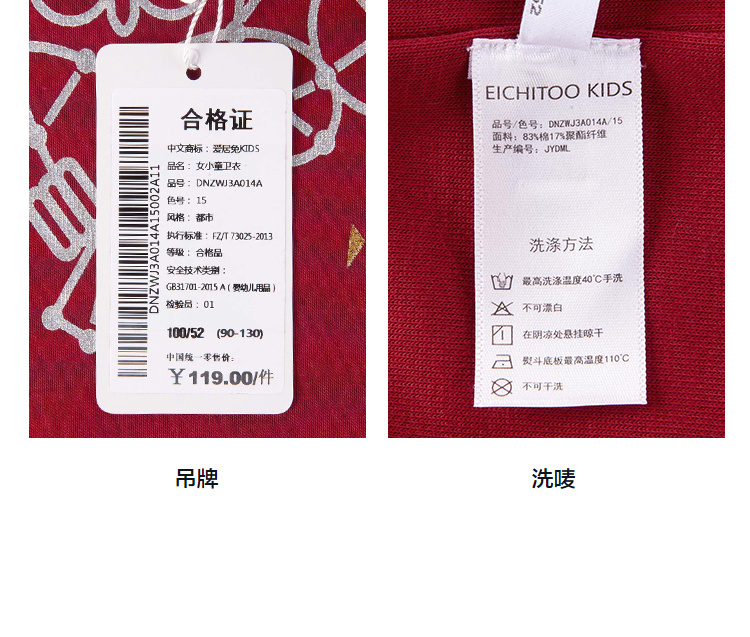 合格证
中文商标：爱居兔KIDS
品名：女小童卫衣
品号：DNZWJ3A014A
色号：15
风格：都市
执行标准：FZ/T 73025-2013
等级：合格品
安全技术类别：
GB31701-2015 A（婴幼儿用品）
检验员：01
100/52 (90-130)
中国统一零售价：
¥119.00/件
DNZWJ3A014A15002A11
52
EICHITOO KIDS
品号/色号：DNZWJ3A014A/15
面料：83%棉17%聚酯纤维
生产编号：JYDML
洗涤方法
最高洗涤温度40℃手洗
不可漂白
在阴凉处悬挂晾干
熨斗底板最高温度110℃
不可干洗
吊牌
洗唛